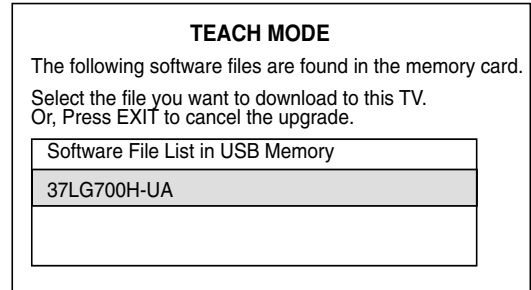 TEACH MODE
The following software files are found in the memory card.
Select the file you want to download to this TV.
Or, Press EXIT to cancel the upgrade.
Software File List in USB Memory
37LG700H-UA